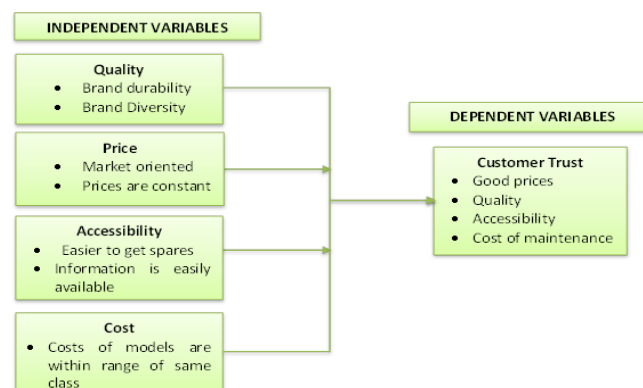 INDEPENDENT VARIABLES
Quality
• Brand durability
• Brand Diversity
Price
• Market oriented
• Prices are constant
Accessibility
• Easier to get spares
• Information is easily
available
Cost
• Costs of models are
within range of same
class
DEPENDENT VARIABLES
Customer Trust
• Good prices
• Quality
• Accessibility
• Cost of maintenance